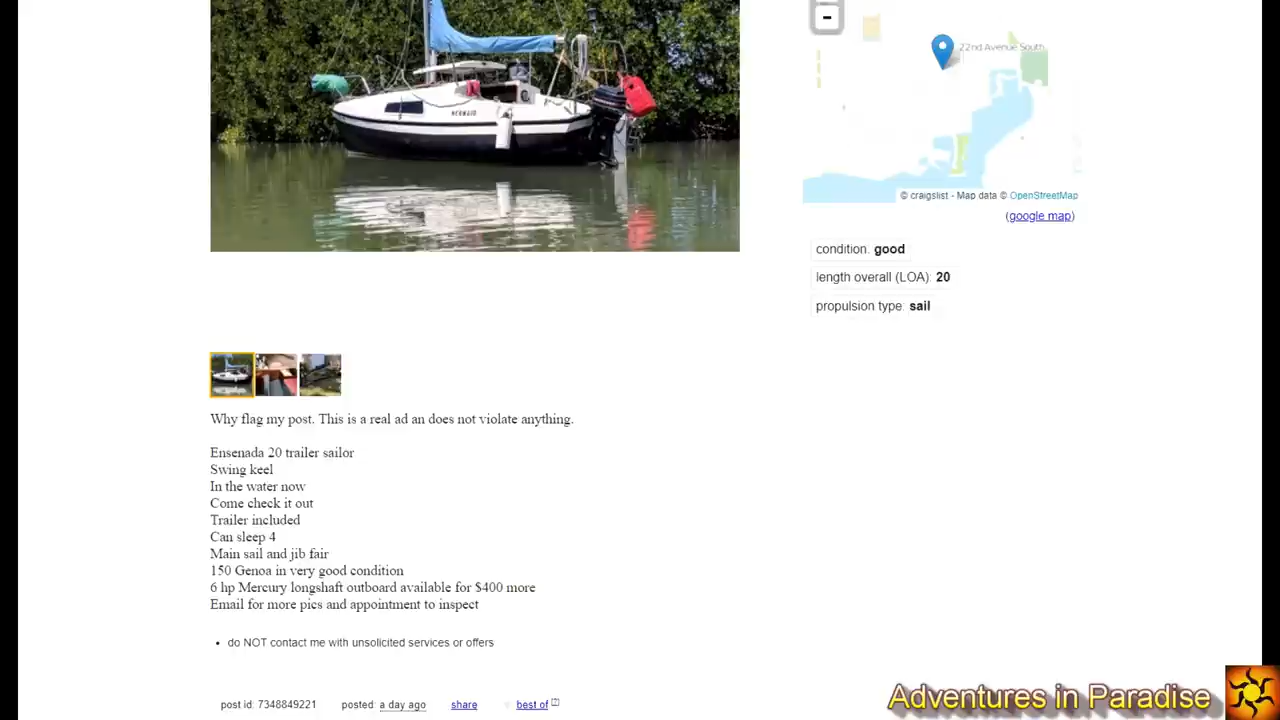 -
22nd Avenue South
MERMAID
© craigslist - Map data © OpenStreetMap
(google map)
condition: good
length overall (LOA): 20
propulsion type: sail
Why flag my post. This is a real ad an does not violate anything.
Ensenada 20 trailer sailor
Swing keel
In the water now
Come check it out
Trailer included
Can sleep 4
Main sail and jib fair
150 Genoa in very good condition
6 hp Mercury longshaft outboard available for $400 more
Email for more pics and appointment to inspect
• do NOT contact me with unsolicited services or offers
post id: 7348849221 posted: a day ago share best of [?]
Adventures in Paradise